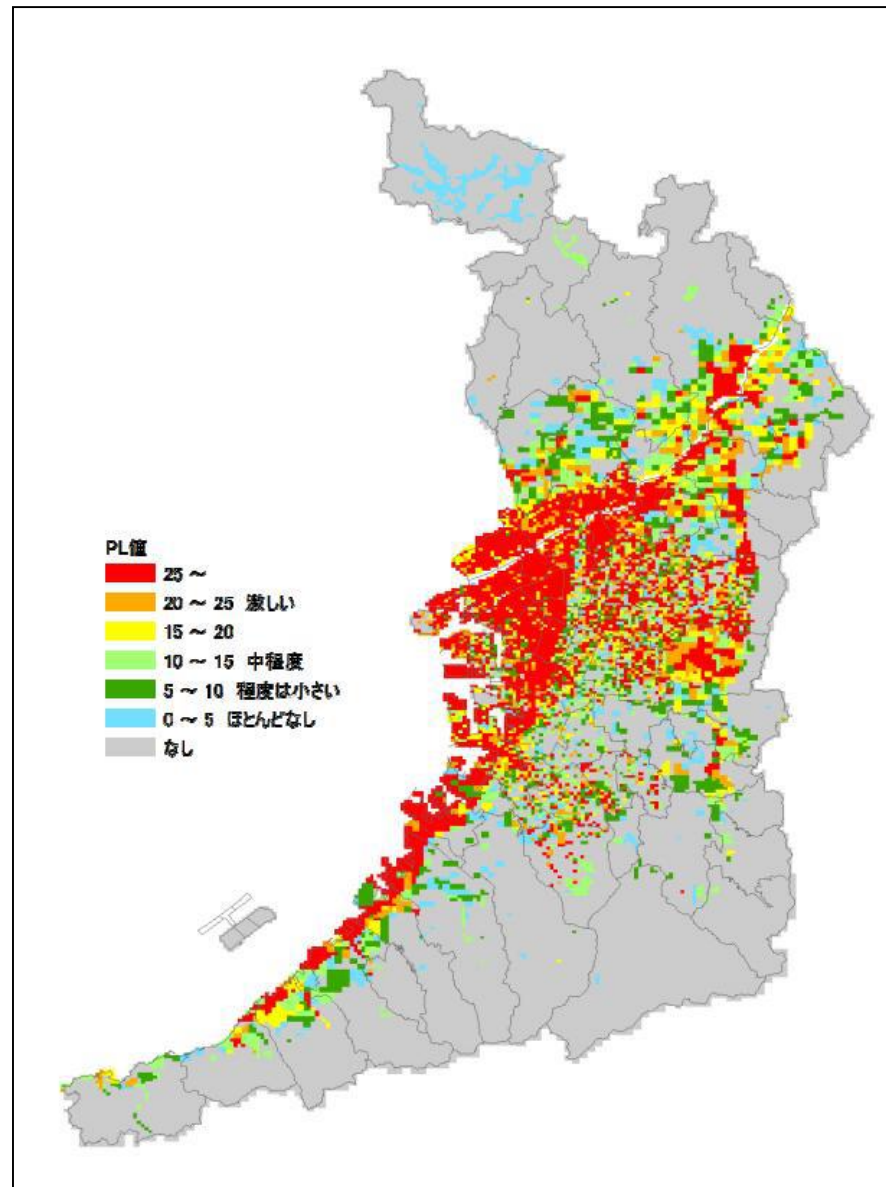 PL値
25 ～
20 ～ 25 激しい
15 ～ 20
10 ～ 15 中程度
5 ～ 10 程度は小さい
0 ～ 5 ほとんどなし
なし